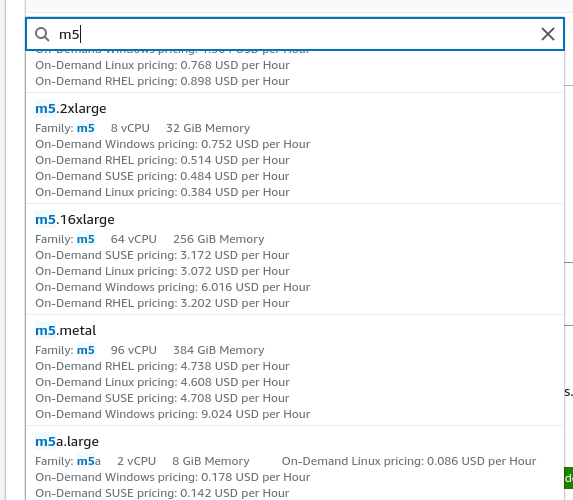 m5
On-Demand Linux pricing: 0.768 USD per Hour
On-Demand RHEL pricing: 0.898 USD per Hour
m5.2xlarge
Family: m5 8 vCPU 32 GiB Memory
On-Demand Windows pricing: 0.752 USD per Hour
On-Demand RHEL pricing: 0.514 USD per Hour
On-Demand SUSE pricing: 0.484 USD per Hour
On-Demand Linux pricing: 0.384 USD per Hour
m5.16xlarge
Family: m5 64 vCPU 256 GiB Memory
On-Demand SUSE pricing: 3.172 USD per Hour
On-Demand Linux pricing: 3.072 USD per Hour
On-Demand Windows pricing: 6.016 USD per Hour
On-Demand RHEL pricing: 3.202 USD per Hour
m5.metal
Family: m5 96 vCPU 384 GiB Memory
On-Demand RHEL pricing: 4.738 USD per Hour
On-Demand Linux pricing: 4.608 USD per Hour
On-Demand SUSE pricing: 4.708 USD per Hour
On-Demand Windows pricing: 9.024 USD per Hour
s.
m5a.large
Family: m5a 2 vCPU 8 GiB Memory On-Demand Linux pricing: 0.086 USD per Hour
On-Demand Windows pricing: 0.178 USD per Hour
On-Demand SUSE pricing: 0.142 USD per Hour